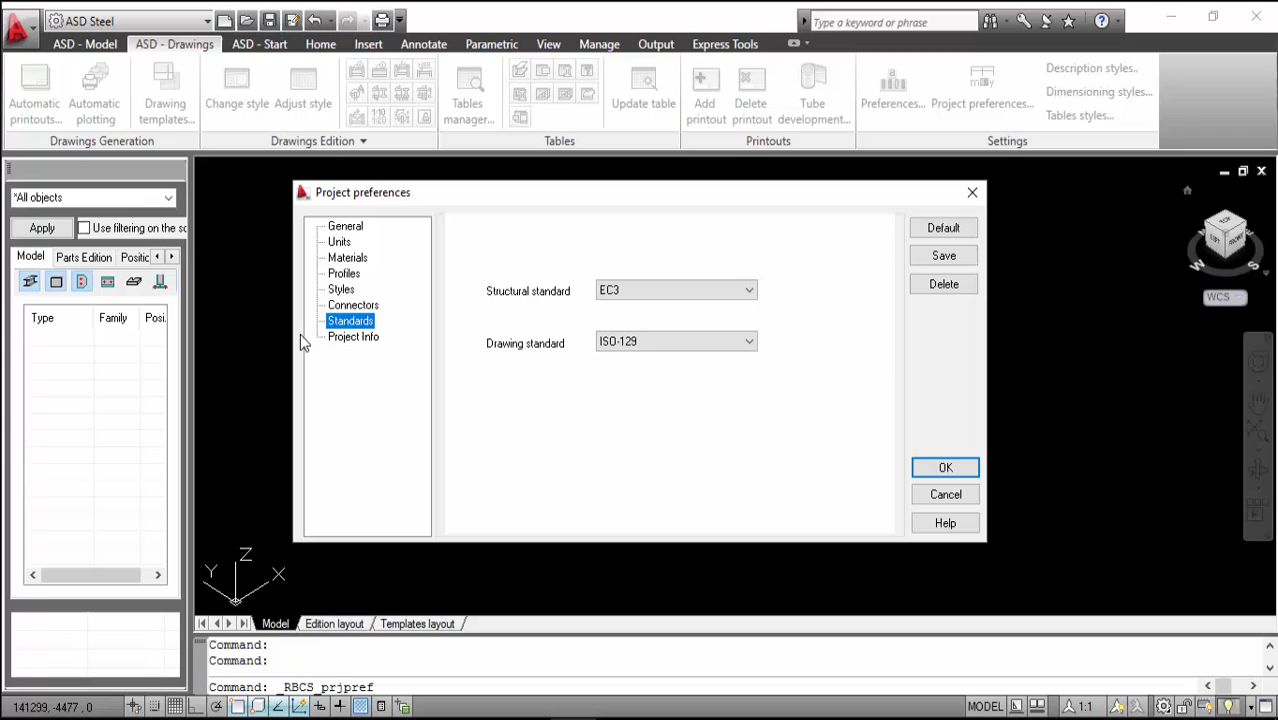 ASD Steel
Type a keyword or phrase
ASD - Model
ASD - Drawings
ASD - Start
Home
Insert
Annotate
Parametric
View
Manage
Output
Express Tools
Automatic printouts...
Automatic plotting
Drawing templates...
Change style
Adjust style
Tables manager...
Update table
Add printout
Delete printout
Tube development...
Preferences...
Project preferences...
Description styles..
Dimensioning styles..
Tables styles...
Drawings Generation
Drawings Edition
Tables
Printouts
Settings
*All objects
Apply
Use filtering on the sc
Model
Parts Edition
Positic
Type
Family
Posi.
Project preferences
General
Units
Materials
Profiles
Styles
Connectors
Standards
Project Info
Structural standard
EC3
Drawing standard
ISO-129
Default
Save
Delete
OK
Cancel
Help
TOP
LEFT
FRONT
W
S
WCS
Z
Y
X
Model
Edition layout
Templates layout
Command:
Command:
Command: _RBCS_prjpref
141299, -4477 , 0
MODEL
1:1